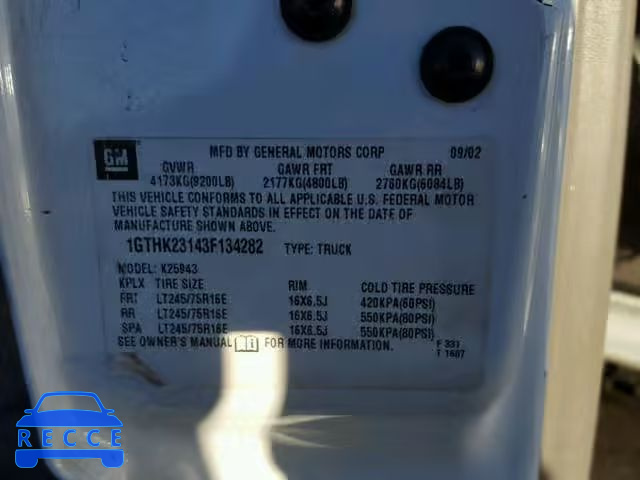 GM
MFD BY GENERAL MOTORS CORP 09/02
GVWR GAWR FRT GAWR RR
4173KG(9200LB) 2177KG(4800LB) 2760KG(6084LB)
THIS VEHICLE CONFORMS TO ALL APPLICABLE U.S. FEDERAL MOTOR
VEHICLE SAFETY STANDARDS IN EFFECT ON THE DATE OF
MANUFACTURE SHOWN ABOVE.
1GTHK23143F134282 TYPE: TRUCK
MODEL: K25943
KPLX TIRE SIZE RIM COLD TIRE PRESSURE
FRT LT245/75R16E 16X6.5J 420KPA(60PSI)
RR LT245/75R16E 16X6.5J 550KPA(80PSI)
SPA LT245/75R16E 16X6.5J 550KPA(80PSI)
SEE OWNER'S MANUAL FOR MORE INFORMATION.
F 331
T 1607
RECCE